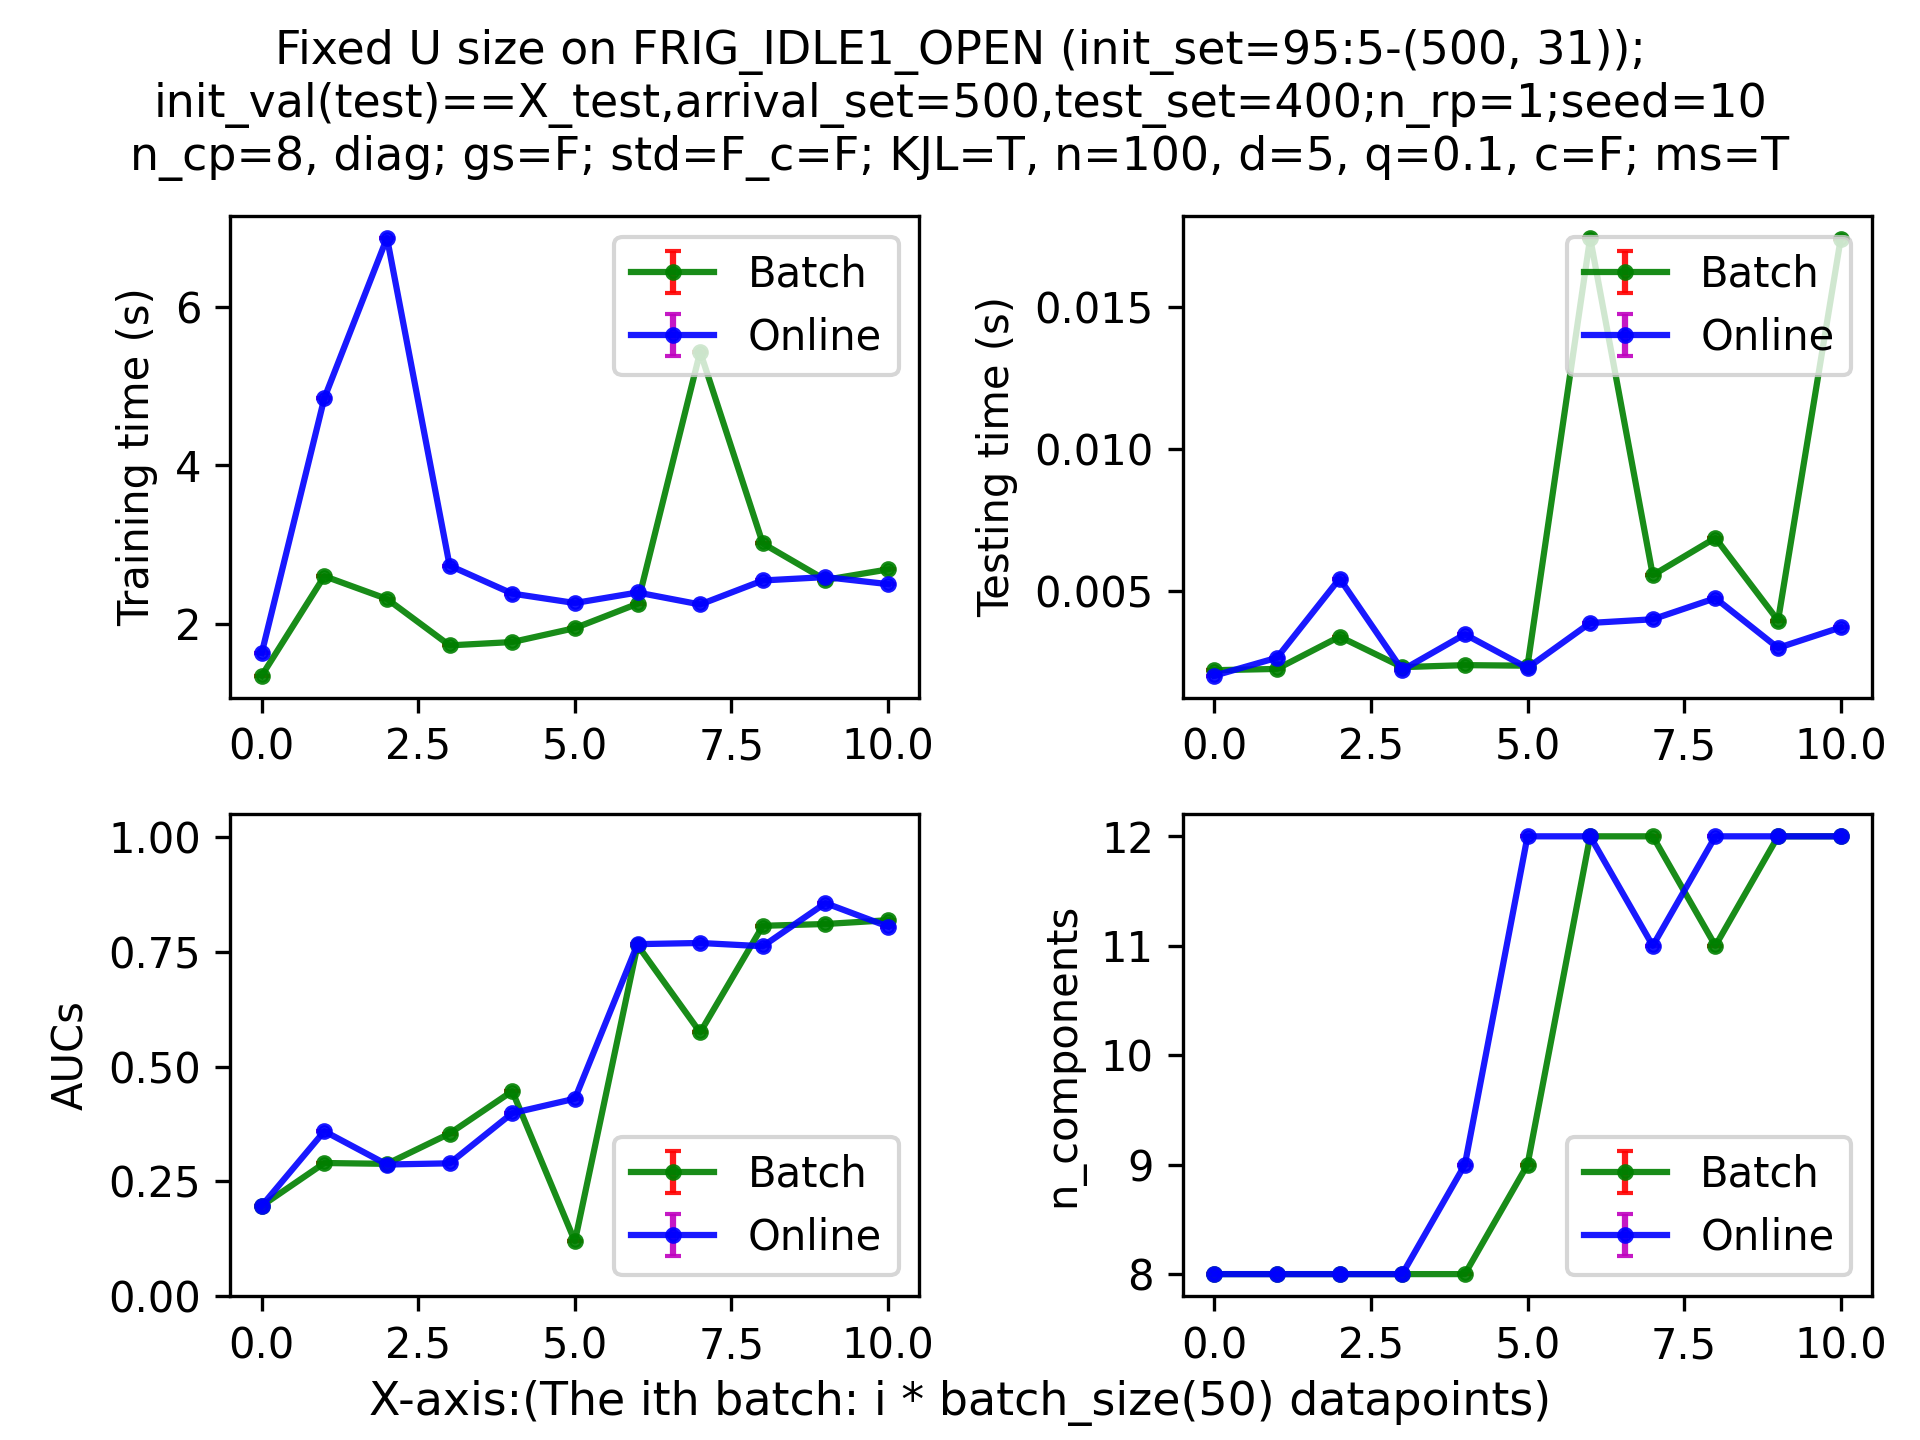 Fixed U size on FRIG_IDLE1_OPEN (init_set=95:5-(500, 31));
init_val(test)==X_test,arrival_set=500,test_set=400;n_rp=1;seed=10
n_cp=8, diag; gs=F; std=F_c=F; KJL=T, n=100, d=5, q=0.1, c=F; ms=T
Training time (s)
6
4
2
0.0 2.5 5.0 7.5 10.0
Batch
Online
Testing time (s)
0.015
0.010
0.005
0.0 2.5 5.0 7.5 10.0
Batch
Online
AUCs
1.00
0.75
0.50
0.25
0.00
0.0 2.5 5.0 7.5 10.0
Batch
Online
n_components
12
11
10
9
8
0.0 2.5 5.0 7.5 10.0
Batch
Online
X-axis:(The ith batch: i * batch_size(50) datapoints)